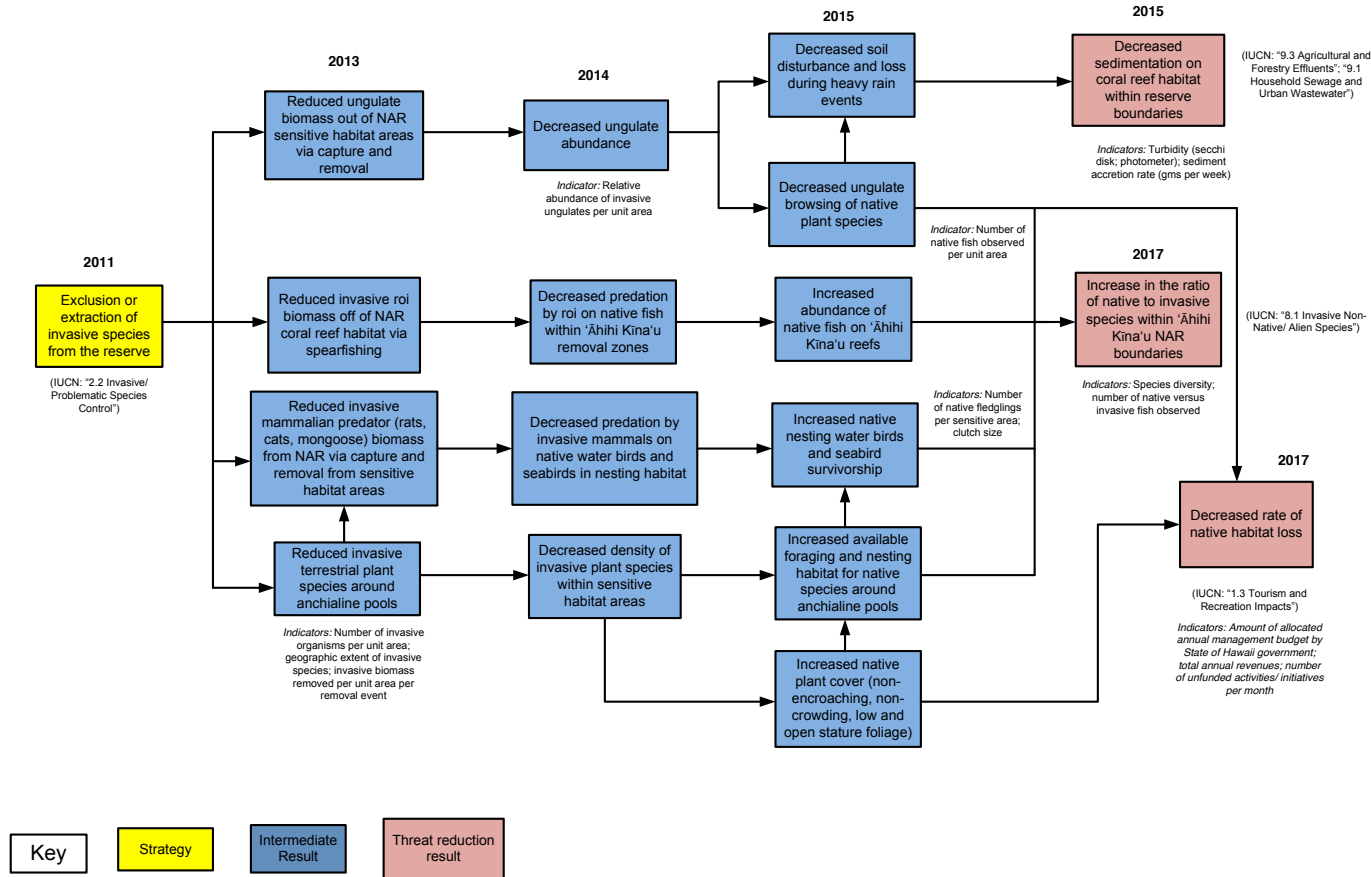 2015
2015
2013
2014
Decreased soil
disturbance and loss
during heavy rain
events
Decreased
sedimentation on
coral reef habitat
within reserve
boundaries
(IUCN: “9.3 Agricultural and
Forestry Effluents”; “9.1
Household Sewage and
Urban Wastewater”)
Reduced ungulate
biomass out of NAR
sensitive habitat areas
via capture and
removal
Decreased ungulate
abundance
Indicator: Relative
abundance of invasive
ungulates per unit area
Decreased ungulate
browsing of native
plant species
Indicators: Turbidity (secchi
disk; photometer); sediment
accretion rate (gms per week)
Indicator: Number of
native fish observed
per unit area
2011
2017
Exclusion or
extraction of
invasive species
from the reserve
(IUCN: “2.2 Invasive/
Problematic Species
Control”)
Reduced invasive roi
biomass off of NAR
coral reef habitat via
spearfishing
Decreased predation
by roi on native fish
within ‘Āhihi Kīna‘u
removal zones
Increased
abundance of
native fish on ‘Āhihi
Kīna‘u reefs
Increase in the ratio
of native to invasive
species within ‘Āhihi
Kīna‘u NAR
boundaries
(IUCN: “8.1 Invasive Non-
Native/ Alien Species”)
Indicators: Species diversity;
number of native versus
invasive fish observed
Reduced invasive
mammalian predator (rats,
cats, mongoose) biomass
from NAR via capture and
removal from sensitive
habitat areas
Decreased predation by
invasive mammals on
native water birds and
seabirds in nesting habitat
Increased native
nesting water birds
and seabird
survivorship
Indicators: Number
of native fledglings
per sensitive area;
clutch size
2017
Decreased rate of
native habitat loss
(IUCN: “1.3 Tourism and
Recreation Impacts”)
Indicators: Amount of allocated
annual management budget by
State of Hawaii government;
total annual revenues; number
of unfunded activities/ initiatives
per month
Reduced invasive
terrestrial plant
species around
anchialine pools
Indicators: Number of invasive
organisms per unit area;
geographic extent of invasive
species; invasive biomass
removed per unit area per
removal event
Decreased density of
invasive plant species
within sensitive
habitat areas
Increased available
foraging and nesting
habitat for native
species around
anchialine pools
Increased native
plant cover (non-
encroaching, non-
crowding, low and
open stature foliage)
Key
Strategy
Intermediate
Result
Threat reduction
result